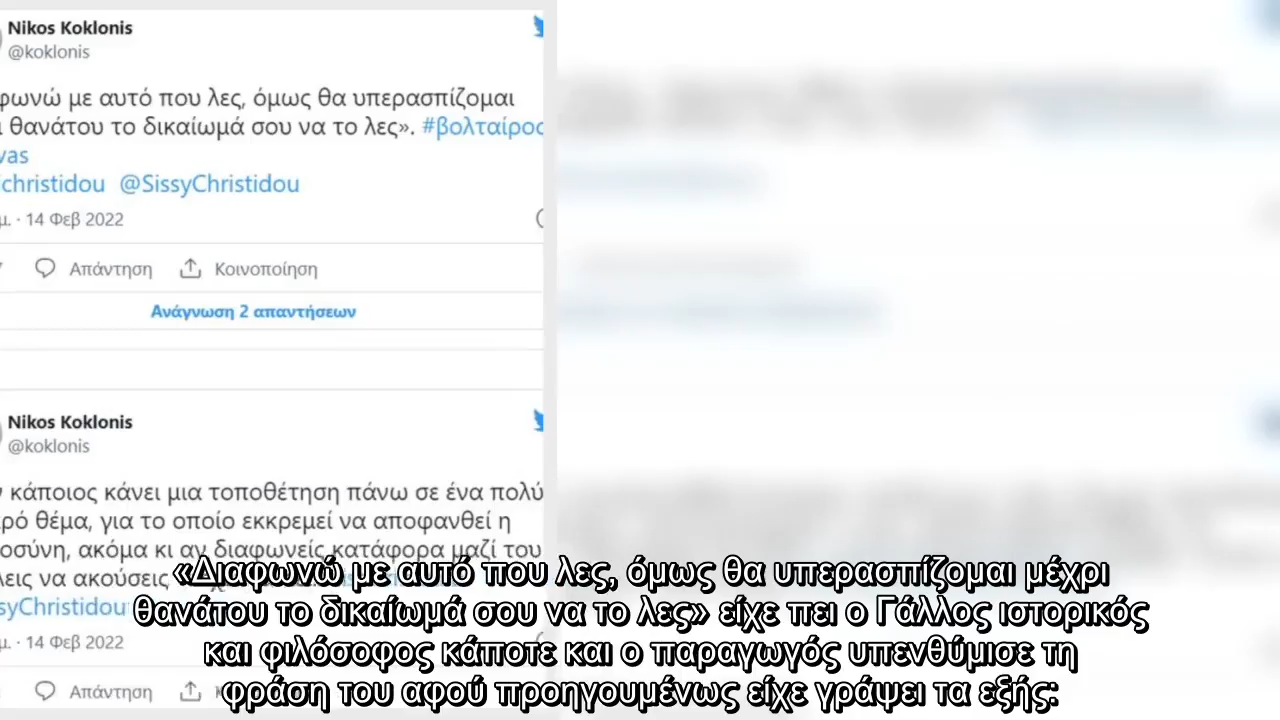 Nikos Koklonis
@koklonis
φωνώ με αυτό που λες, όμως θα υπερασπίζομαι
ι θανάτου το δικαίωμά σου να το λες». #βολταίρος
vas
christidou @SissyChristidou
μ. · 14 Φεβ 2022
Απάντηση Κοινοποίηση
Ανάγνωση 2 απαντήσεων
Nikos Koklonis
@koklonis
ν κάποιος κάνει μια τοποθέτηση πάνω σε ένα πολύ
ρό θέμα, για το οποίο εκκρεμεί να αποφανθεί η
οσύνη, ακόμα κι αν διαφωνείς κατάφορα μαζί του
λεις να ακούσεις
syChristidou
μ. · 14 Φεβ 2022
Απάντηση
«Διαφωνώ με αυτό που λες, όμως θα υπερασπίζομαι μέχρι
θανάτου το δικαίωμά σου να το λες» είχε πει ο Γάλλος ιστορικός
και φιλόσοφος κάποτε και ο παραγωγός υπενθύμισε τη
φράση του αφού προηγουμένως είχε γράψει τα εξής: